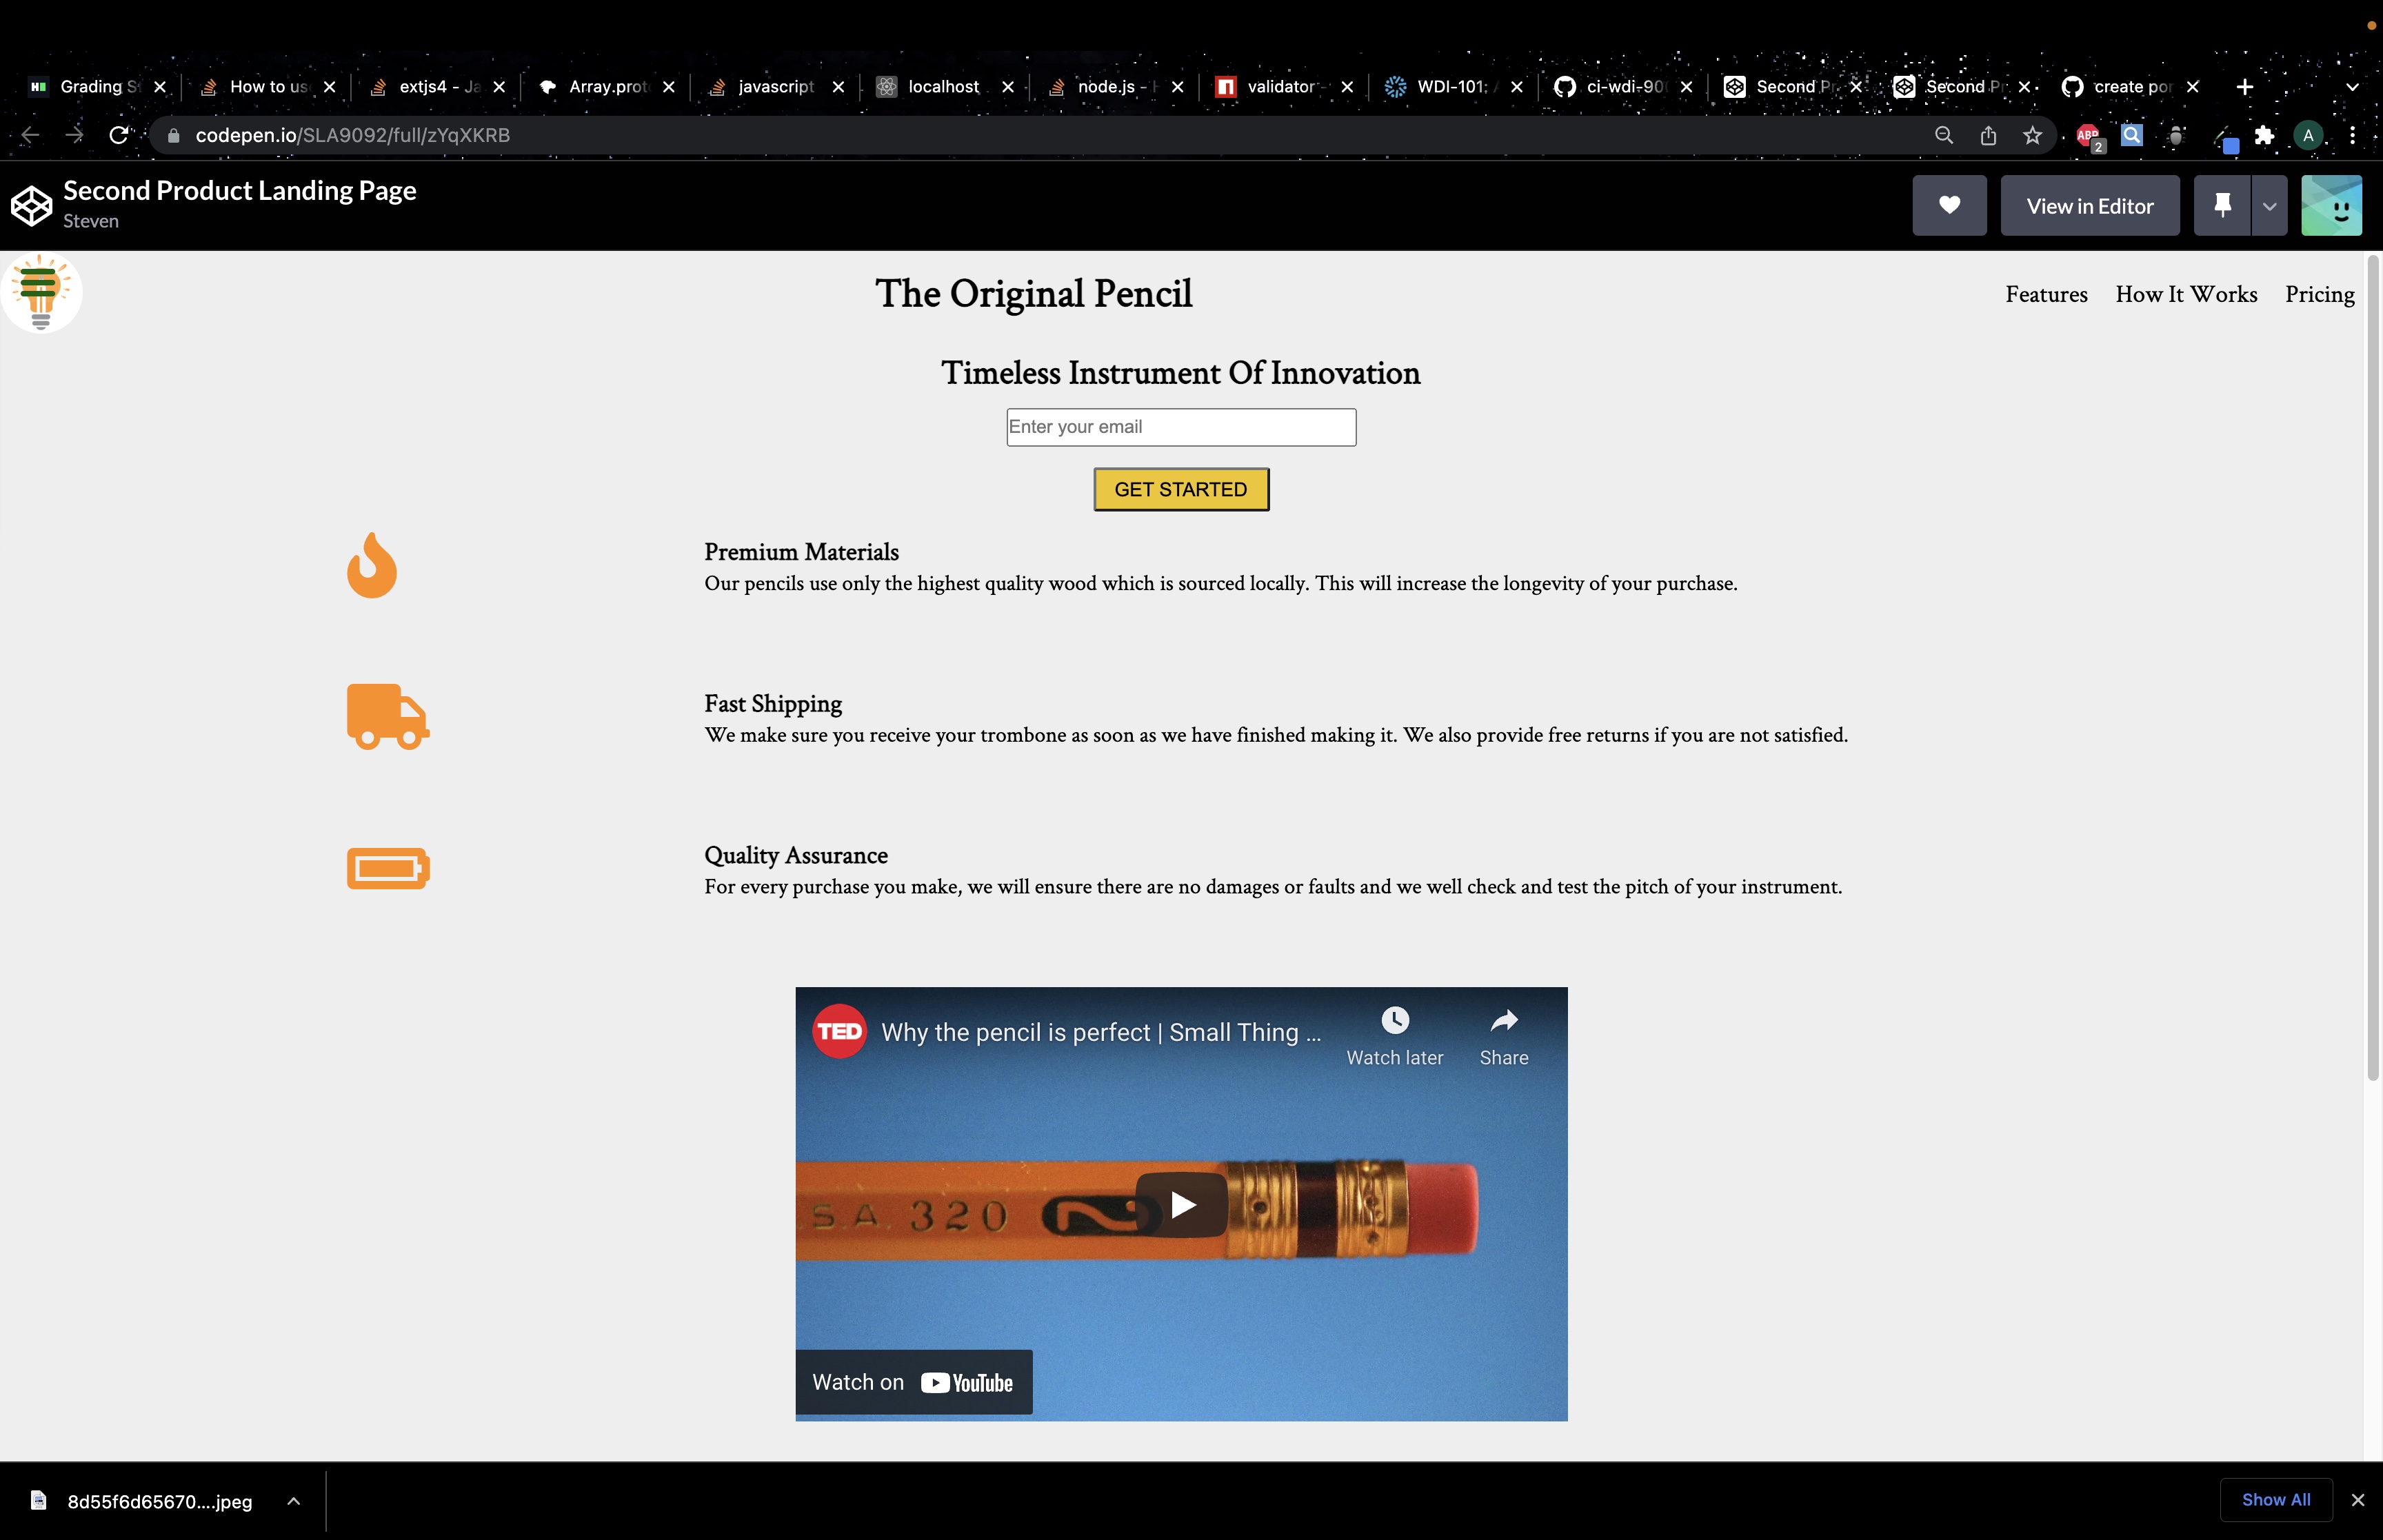 Grading S
How to us
extjs4 - Ja
Array.prot
javascript
localhost
node.js - H
validator -
WDI-101:
ci-wdi-90
Second Pr
Second Pr
create por
codepen.io/SLA9092/full/zYqXKRB
ABP
2
A
Second Product Landing Page
Steven
View in Editor
The Original Pencil
Features How It Works Pricing
Timeless Instrument Of Innovation
Enter your email
GET STARTED
Premium Materials
Our pencils use only the highest quality wood which is sourced locally. This will increase the longevity of your purchase.
Fast Shipping
We make sure you receive your trombone as soon as we have finished making it. We also provide free returns if you are not satisfied.
Quality Assurance
For every purchase you make, we will ensure there are no damages or faults and we well check and test the pitch of your instrument.
TED
Why the pencil is perfect | Small Thing ...
Watch later
Share
.S.A. 320 2
Watch on YouTube
8d55f6d65670....jpeg
Show All